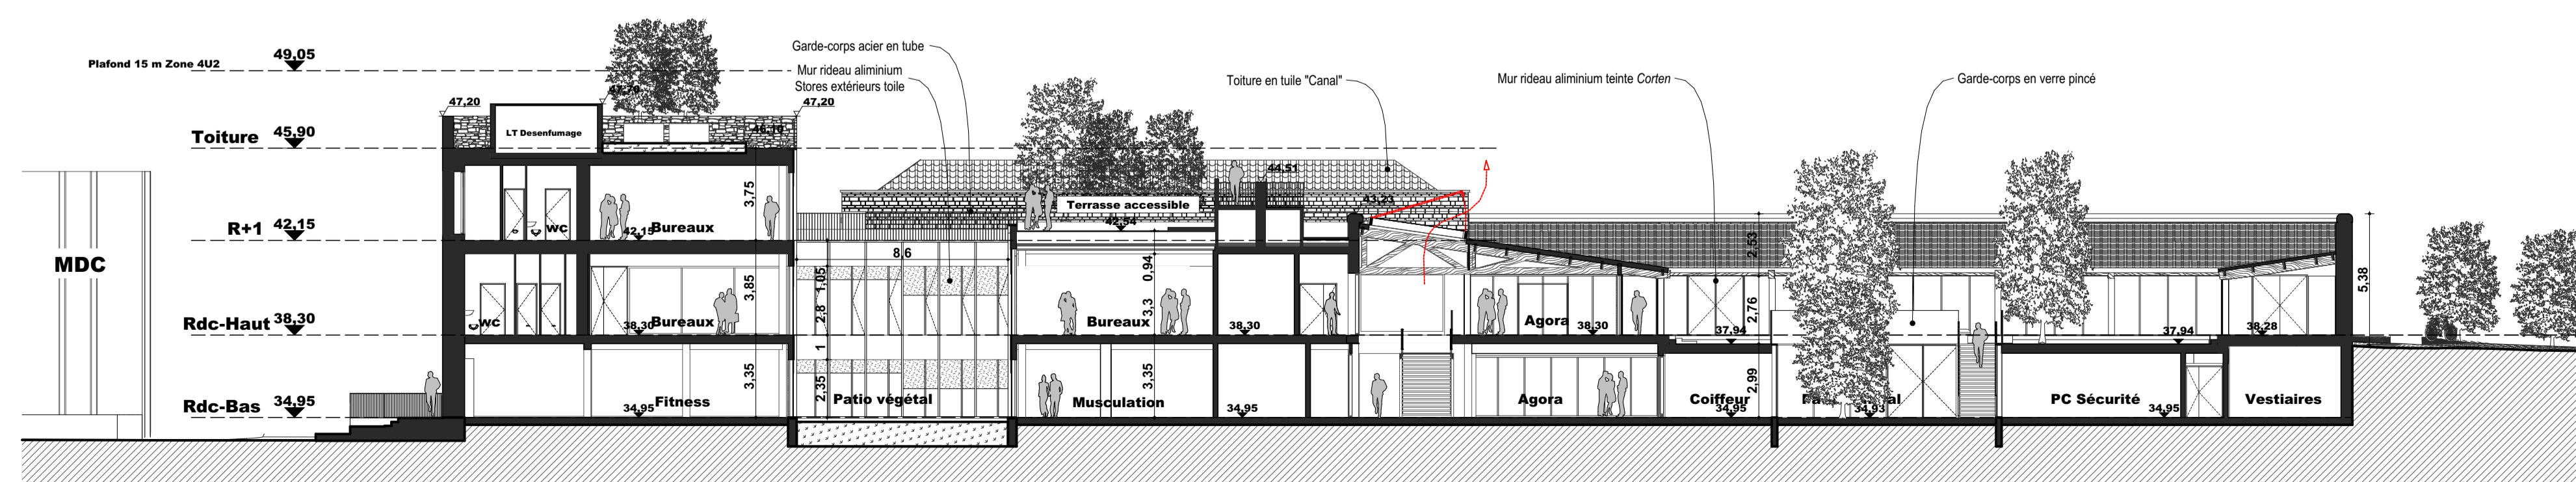 49,05
Plafond 15 m Zone 4U2
Garde-corps acier en tube
Mur rideau aliminium
Stores extérieurs toile
Toiture en tuile "Canal"
Mur rideau aliminium teinte Corten
Garde-corps en verre pincé
47,20
47,70
47,20
LT Desenfumage
46,10
Toiture 45,90
3,75
44,51
Terrasse accessible
43,23
42,54
R+1 42,15
WC
42,15
Bureaux
MDC
8,6
1,05
0,94
2,53
3,85
2,8
3,3
2,76
5,38
Rdc-Haut 38,30
WC
38,30
Bureaux
Bureaux
38,30
Agora
38,30
37,94
37,94
38,28
1
3,35
2,35
3,35
2,99
Rdc-Bas 34,95
34,95
Fitness
Patio végétal
Musculation
34,95
Agora
Coiffeur
34,95
34,93
PC Sécurité
34,95
Vestiaires